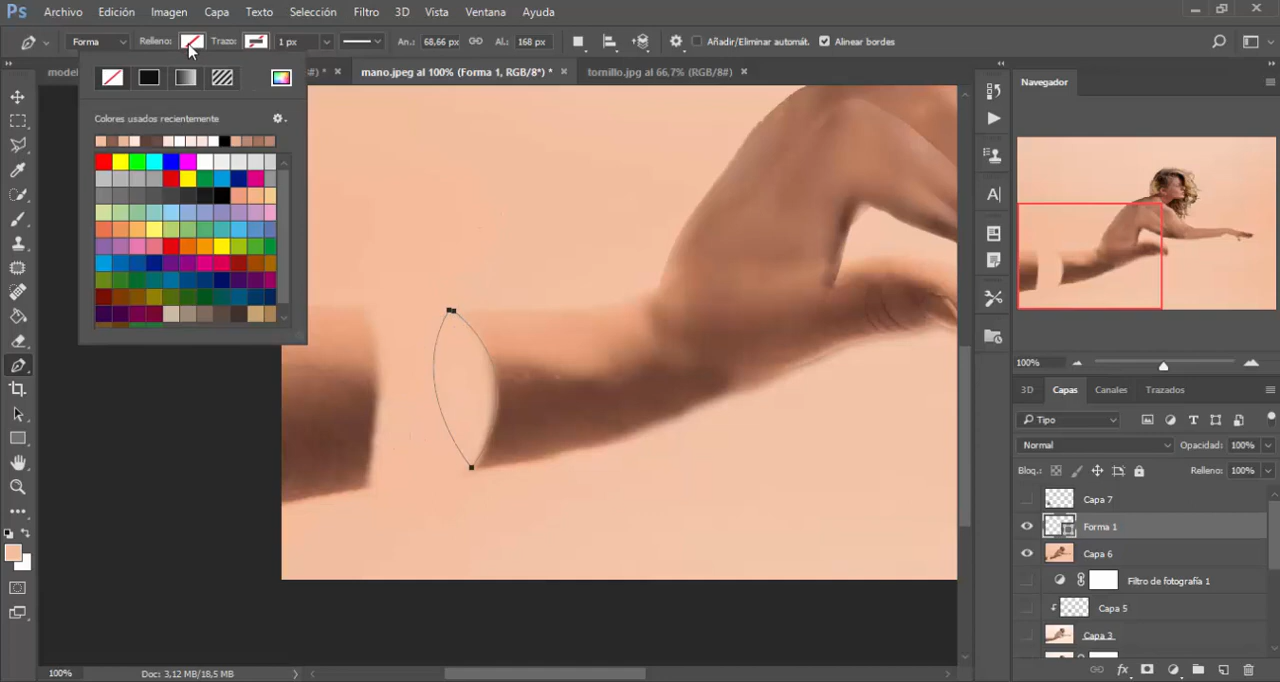 Ps Archivo Edición Imagen Capa Texto Selección Filtro 3D Vista Ventana Ayuda
Forma Relleno: Trazo: 1 px An.: 68,66 px Al.: 168 px Añadir/Eliminar automát. Alinear bordes
model #) * × mano.jpeg al 100% (Forma 1, RGB/8*) * × tornillo.jpg al 66,7% (RGB/8#) ×
Colores usados recientemente
Navegador
100%
3D Capas Canales Trazados
Tipo
Normal Opacidad: 100%
Bloq.: Relleno: 100%
Capa 7
Forma 1
Capa 6
Filtro de fotografía 1
Capa 5
Capa 3
100% Doc: 3,12 MB/18,5 MB